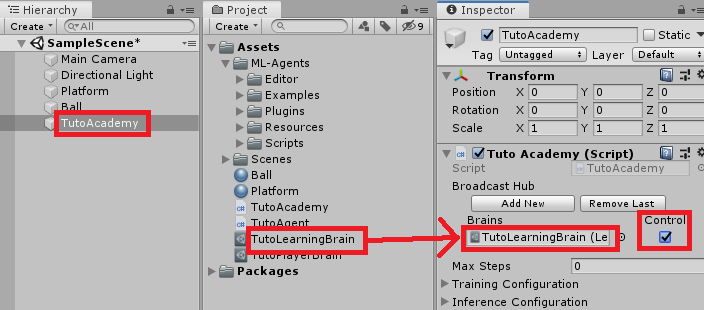 Hierarchy
Create
All
SampleScene*
Main Camera
Directional Light
Platform
Ball
TutoAcademy
Project
Create
9
Assets
ML-Agents
Editor
Examples
Plugins
Resources
Scripts
Scenes
Ball
Platform
TutoAcademy
TutoAgent
TutoLearningBrain
TutoPlayerBrain
Packages
Inspector
TutoAcademy
Static
Tag Untagged Layer Default
Transform
Position X 0 Y 0 Z 0
Rotation X 0 Y 0 Z 0
Scale X 1 Y 1 Z 1
C#
Tuto Academy (Script)
Script TutoAcademy
Broadcast Hub
Add New Remove Last
Brains Control
TutoLearningBrain (Le
Max Steps 0
Training Configuration
Inference Configuration